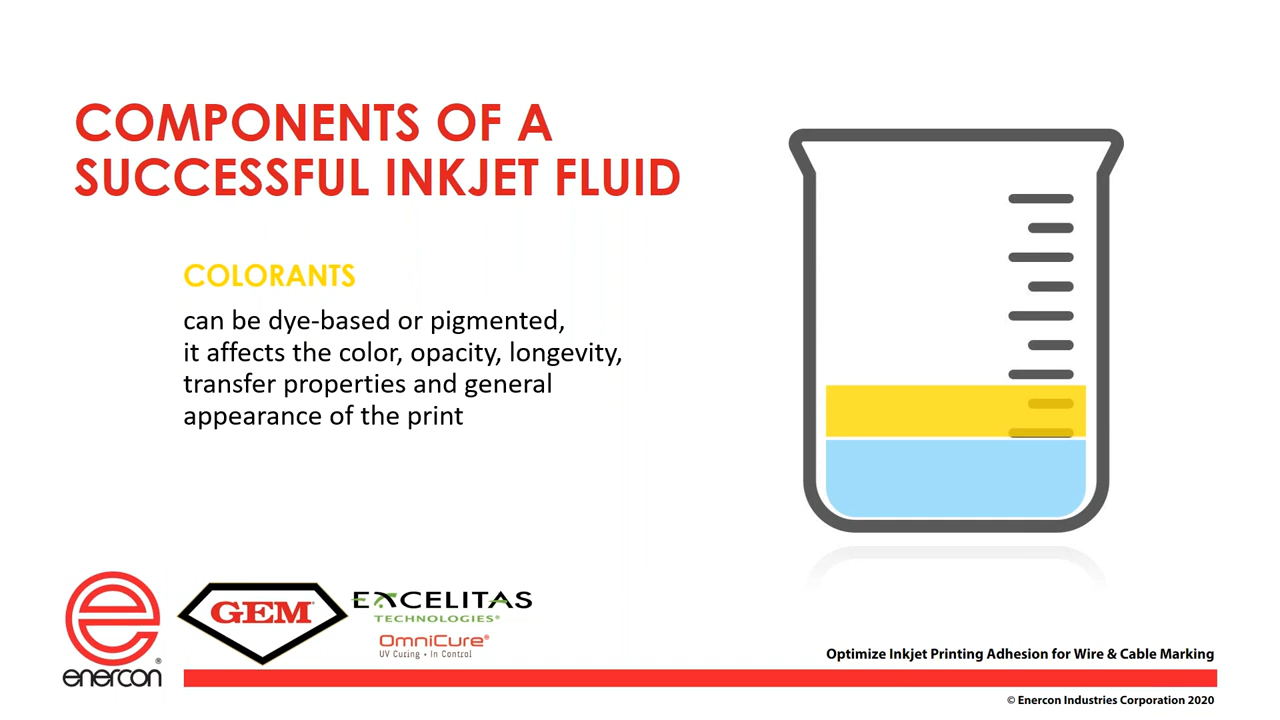 COMPONENTS OF A
SUCCESSFUL INKJET FLUID
COLORANTS
can be dye-based or pigmented,
it affects the color, opacity, longevity,
transfer properties and general
appearance of the print
enercon®
GEM®
EXCELITAS
TECHNOLOGIES®
OmniCure®
UV Curing • In Control
Optimize Inkjet Printing Adhesion for Wire & Cable Marking
© Enercon Industries Corporation 2020